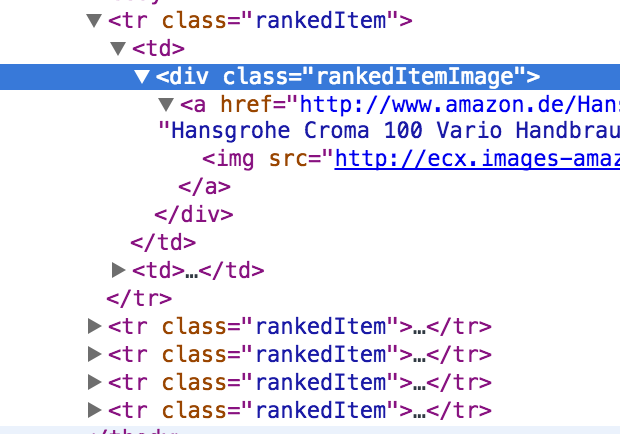 <tr class="rankedItem">
<td>
<div class="rankedItemImage">
<a href="http://www.amazon.de/Hans
"Hansgrohe Croma 100 Vario Handbrau
<img src="http://ecx.images-amaz
</a>
</div>
</td>
<td>…</td>
</tr>
<tr class="rankedItem">…</tr>
<tr class="rankedItem">…</tr>
<tr class="rankedItem">…</tr>
<tr class="rankedItem">…</tr>